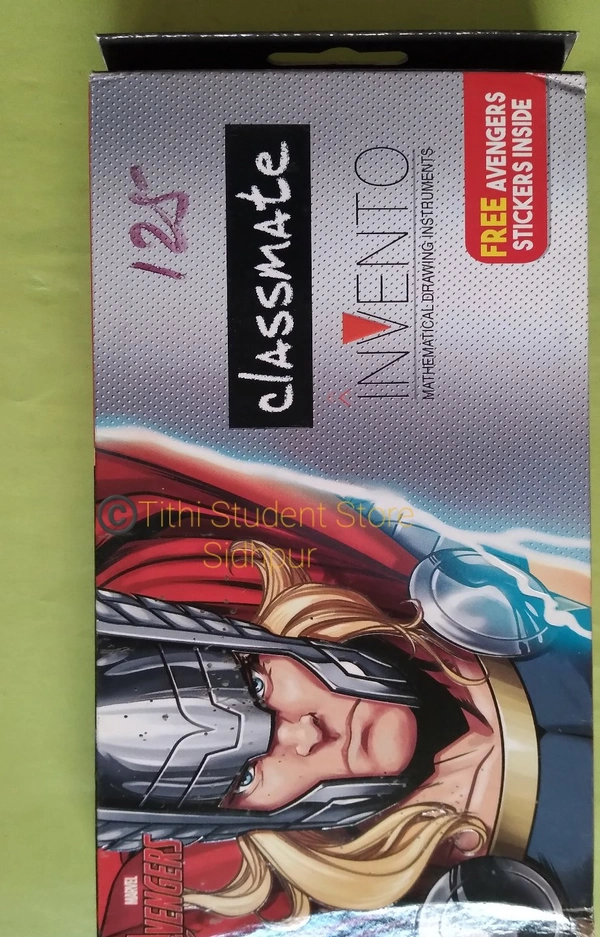 125
classmate
INVENTO
MATHEMATICAL DRAWING INSTRUMENTS
FREE AVENGERS
STICKERS INSIDE
©Tithi Student Store
Sidhpur
MARVEL
AVENGERS